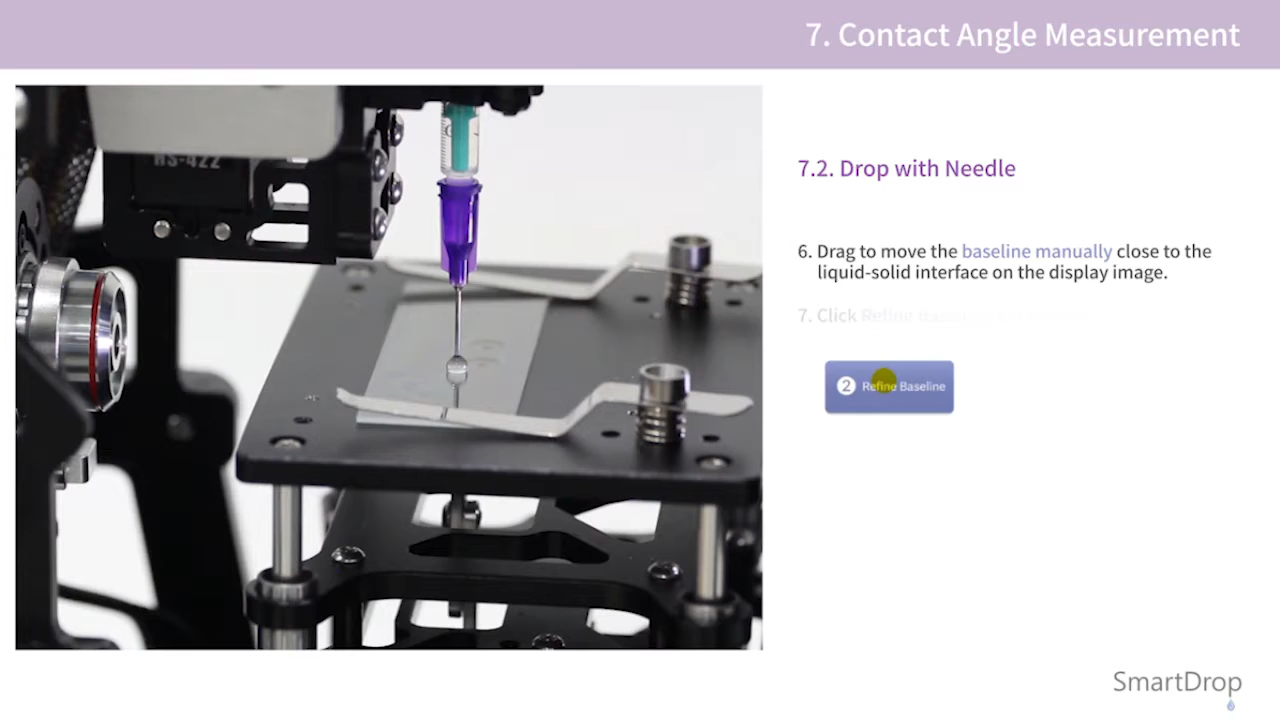 7. Contact Angle Measurement
HS-422
7.2. Drop with Needle
6. Drag to move the baseline manually close to the
liquid-solid interface on the display image.
7. Click Refine
2 Refine Baseline
SmartDrop